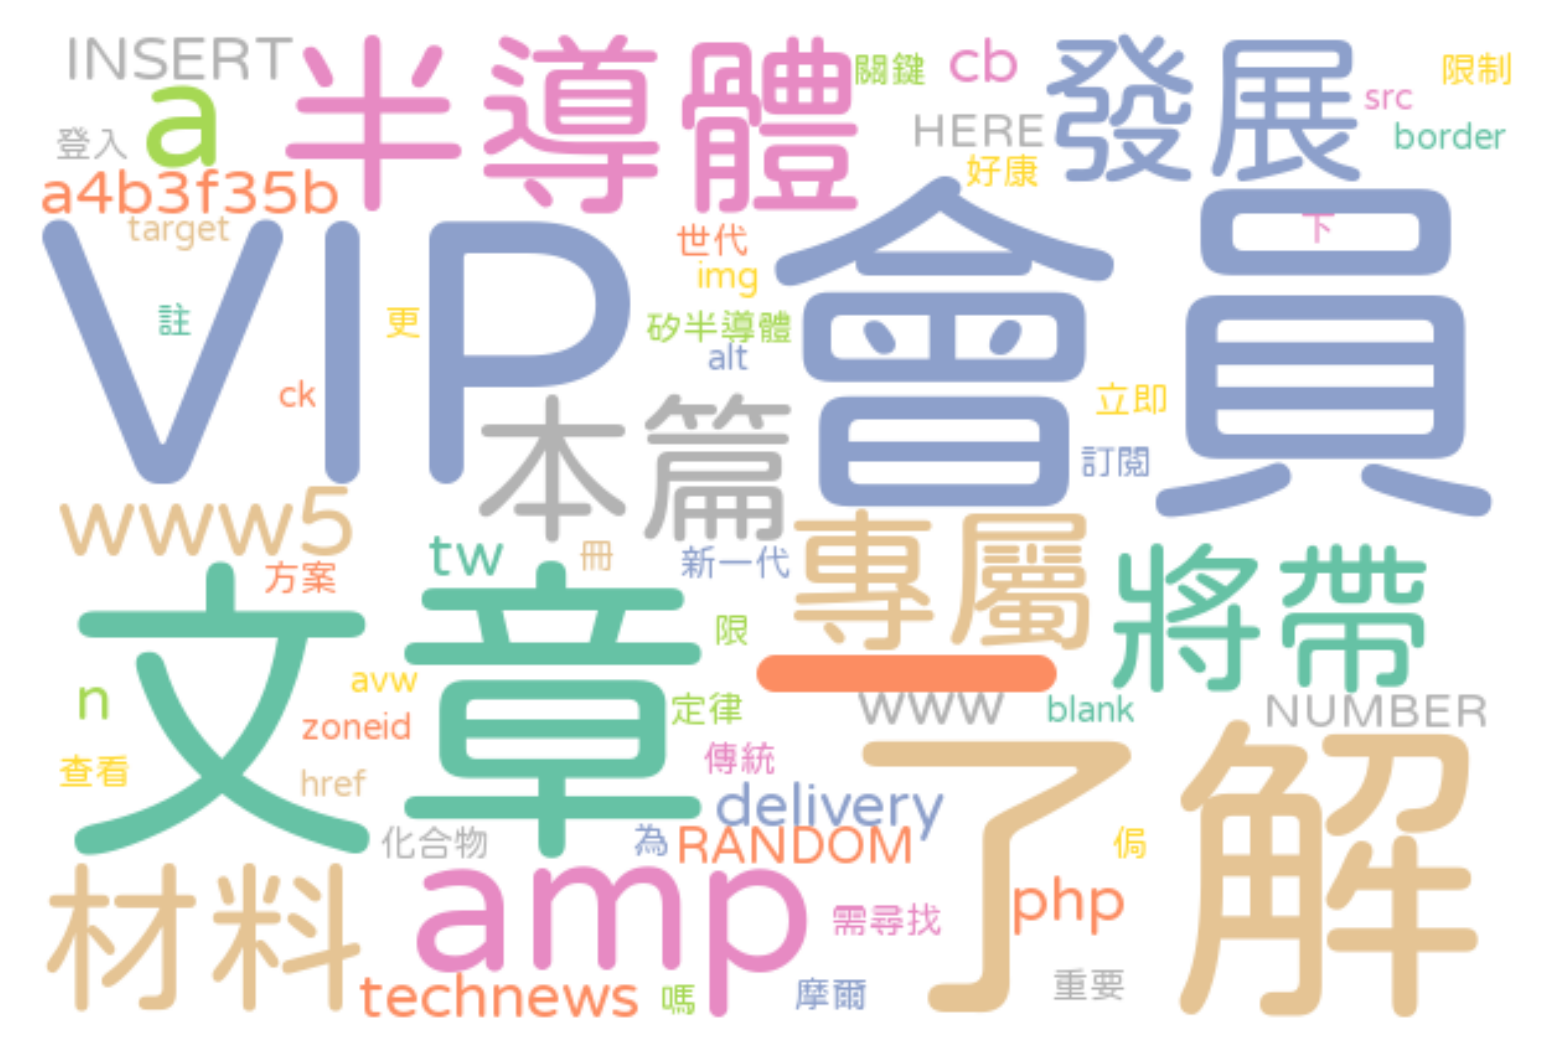 INSERT
半導體
關鍵
cb
發展
限制
src
border
a
HERE
好康
登入
a4b3f35b
target
VIP
世代
img
會員
下
註
更
矽半導體
alt
ck
本篇
立即
訂閱
www5
tw
冊
新一代
專屬
將帶
方案
文章
限
一
n
avw
zoneid
定律
www
blank
NUMBER
查看
href
傳統
了解
delivery
化合物
為
RANDOM
侷
材料
amp
需尋找
php
technews
嗎
摩爾
重要